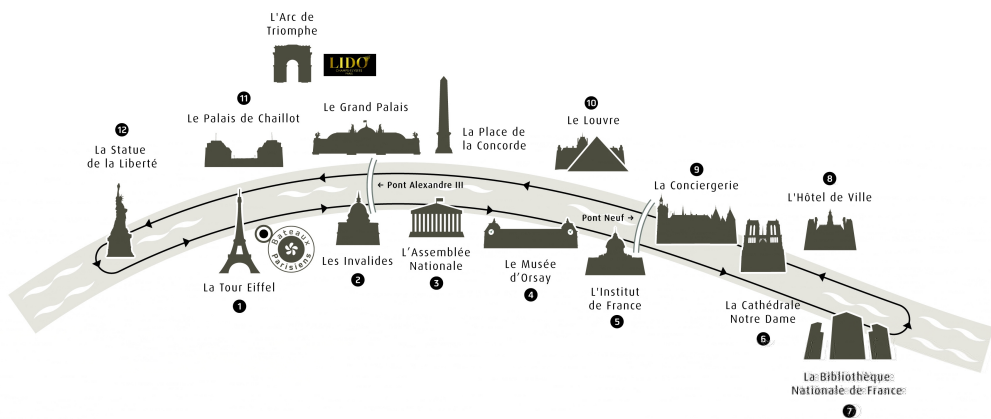 L'Arc de
Triomphe
LIDO
11
Le Palais de Chaillot
Le Grand Palais
La Place de
la Concorde
10
Le Louvre
12
La Statue
de la Liberté
← Pont Alexandre III
9
La Conciergerie
8
L'Hôtel de Ville
Pont Neuf →
Bateaux
Parisiens
La Tour Eiffel
1
Les Invalides
2
L'Assemblée
Nationale
3
Le Musée
d'Orsay
4
L'Institut
de France
5
La Cathédrale
Notre Dame
6
La Bibliothèque
Nationale de France
7